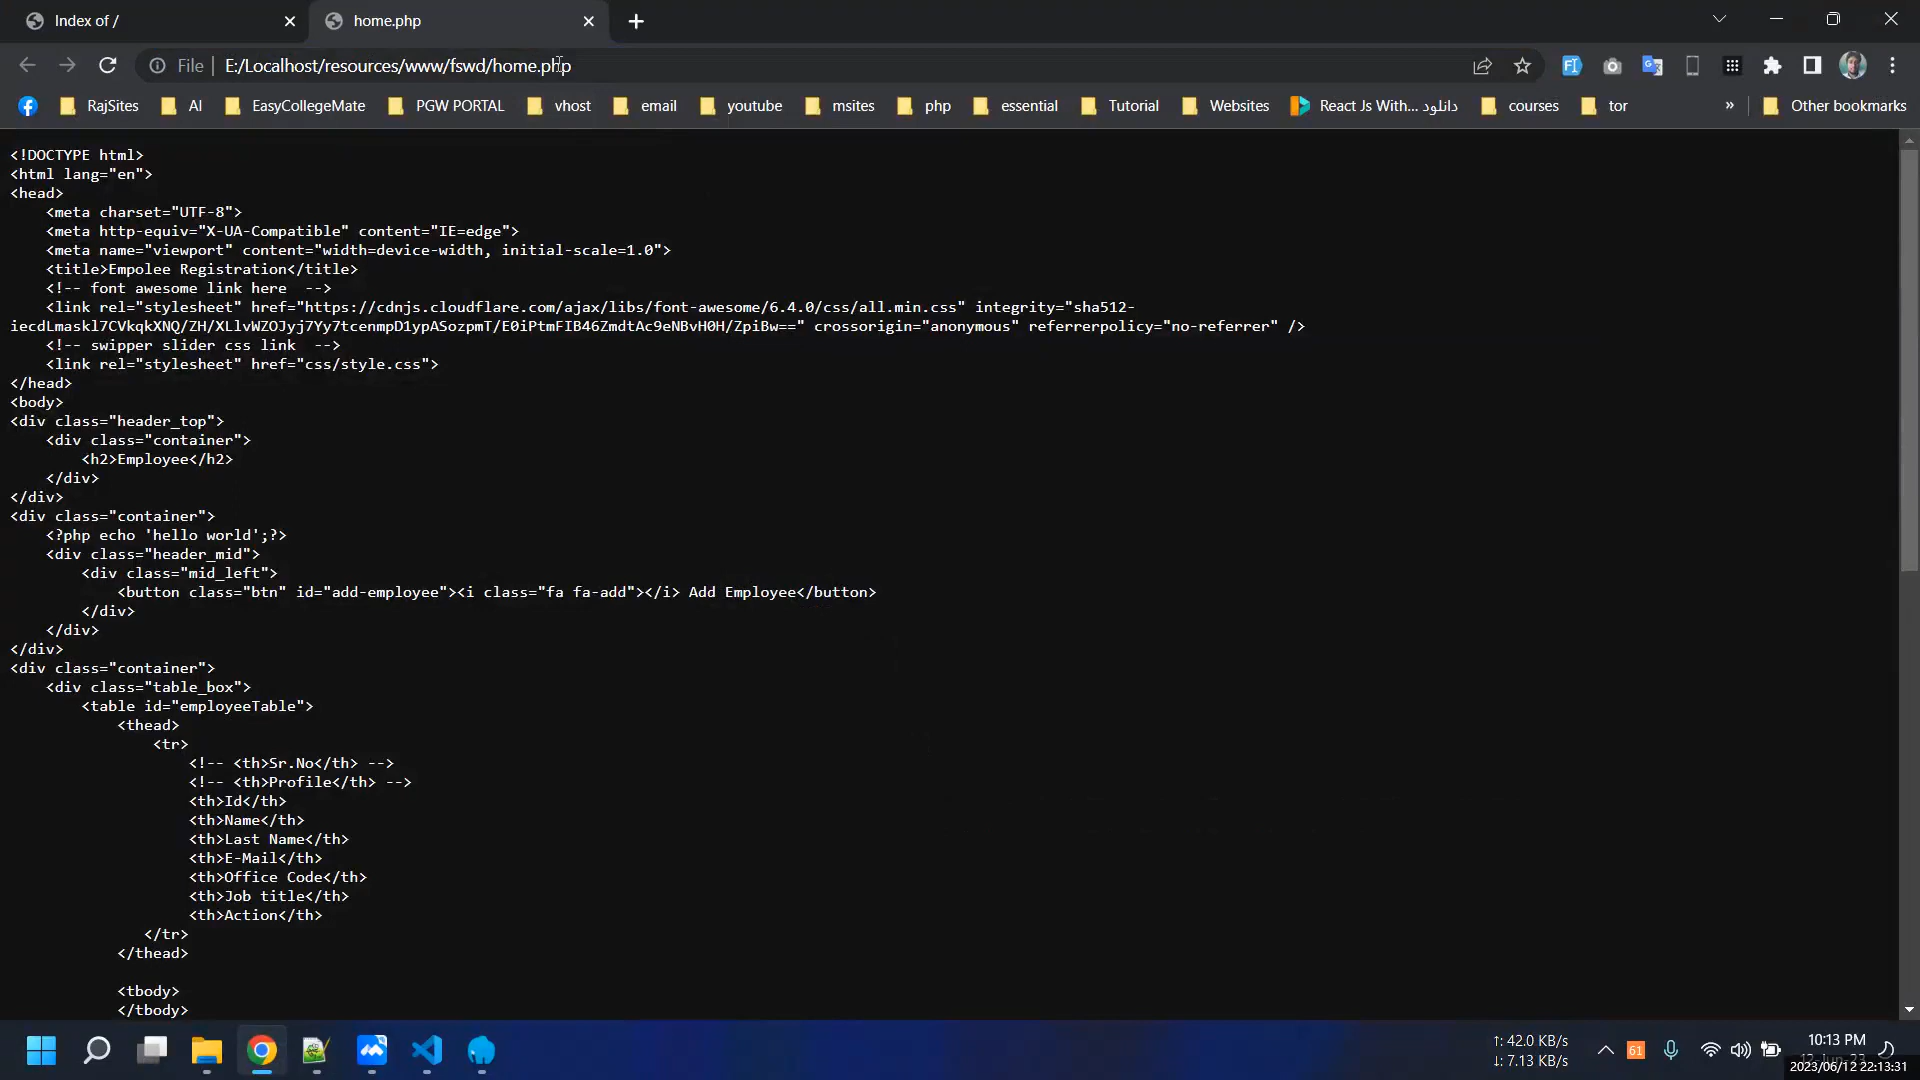 Index of /
home.php
File
E:/Localhost/resources/www/fswd/home.php
RajSites
AI
EasyCollegeMate
PGW PORTAL
vhost
email
youtube
msites
php
essential
Tutorial
Websites
React Js With... دانلود
courses
tor
»
Other bookmarks
<!DOCTYPE html>
<html lang="en">
<head>
    <meta charset="UTF-8">
    <meta http-equiv="X-UA-Compatible" content="IE=edge">
    <meta name="viewport" content="width=device-width, initial-scale=1.0">
    <title>Empolee Registration</title>
    <!-- font awesome link here  -->
    <link rel="stylesheet" href="https://cdnjs.cloudflare.com/ajax/libs/font-awesome/6.4.0/css/all.min.css" integrity="sha512-
iecdLmaskl7CVkqkXNQ/ZH/XLlvWZOJyj7Yy7tcenmpD1ypASozpmT/E0iPtmFIB46ZmdtAc9eNBvH0H/ZpiBw==" crossorigin="anonymous" referrerpolicy="no-referrer" />
    <!-- swipper slider css link  -->
    <link rel="stylesheet" href="css/style.css">
</head>
<body>
<div class="header_top">
    <div class="container">
        <h2>Employee</h2>
    </div>
</div>
<div class="container">
    <?php echo 'hello world';?>
    <div class="header_mid">
        <div class="mid_left">
            <button class="btn" id="add-employee"><i class="fa fa-add"></i> Add Employee</button>
        </div>
    </div>
</div>
<div class="container">
    <div class="table_box">
        <table id="employeeTable">
            <thead>
                <tr>
                    <!-- <th>Sr.No</th> -->
                    <!-- <th>Profile</th> -->
                    <th>Id</th>
                    <th>Name</th>
                    <th>Last Name</th>
                    <th>E-Mail</th>
                    <th>Office Code</th>
                    <th>Job title</th>
                    <th>Action</th>
               </tr>
            </thead>
            <tbody>
            </tbody>
↑: 42.0 KB/s
↓: 7.13 KB/s
61
10:13 PM
2023/06/12 22:13:31